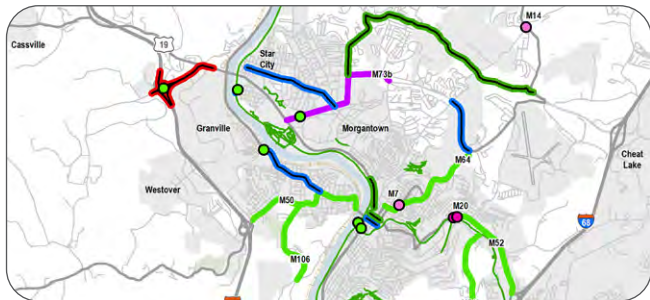 M14
Cassville
19
Star
City
M73b
Granville
Morgantown
Cheat
Lake
M64
Westover
M7
M50
M20
68
M52
M106